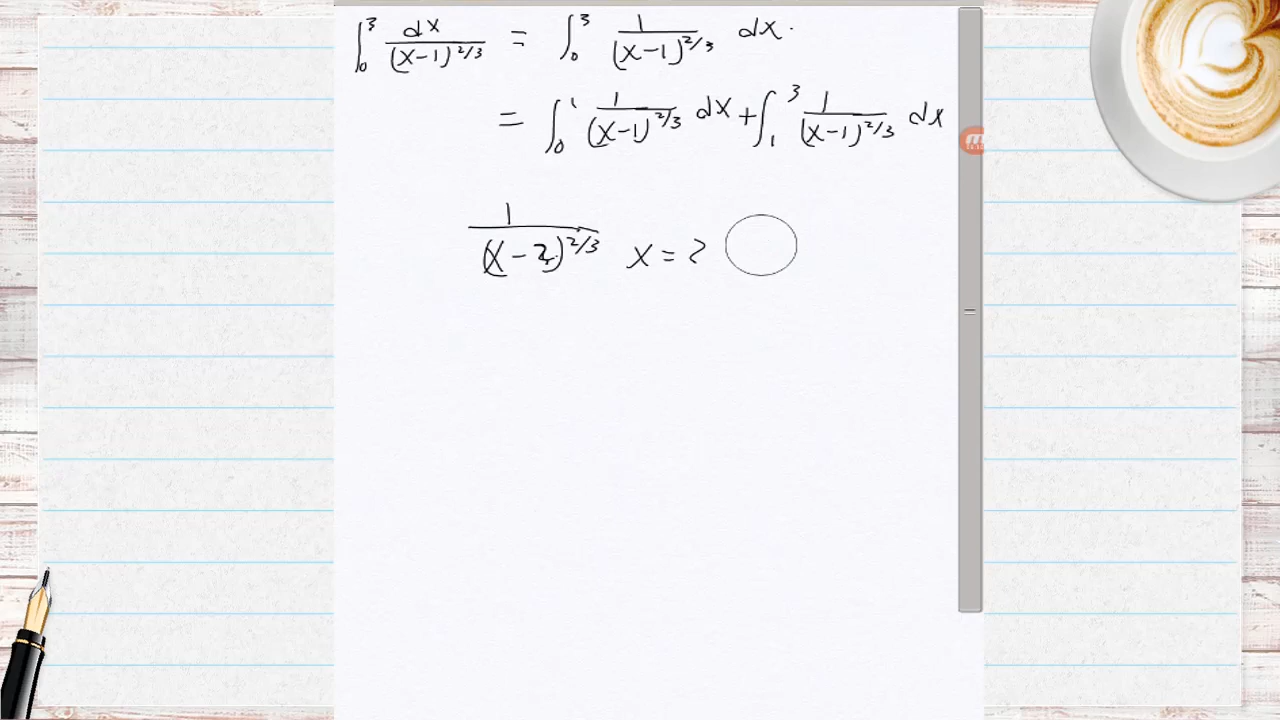 ∫₀³ dx/(x-1)^2/3 = ∫₀³ 1/(x-1)^2/3 dx.
= ∫₀¹ 1/(x-1)^2/3 dx + ∫₁³ 1/(x-1)^2/3 dx
1/(x-2)^2/3 x = 2